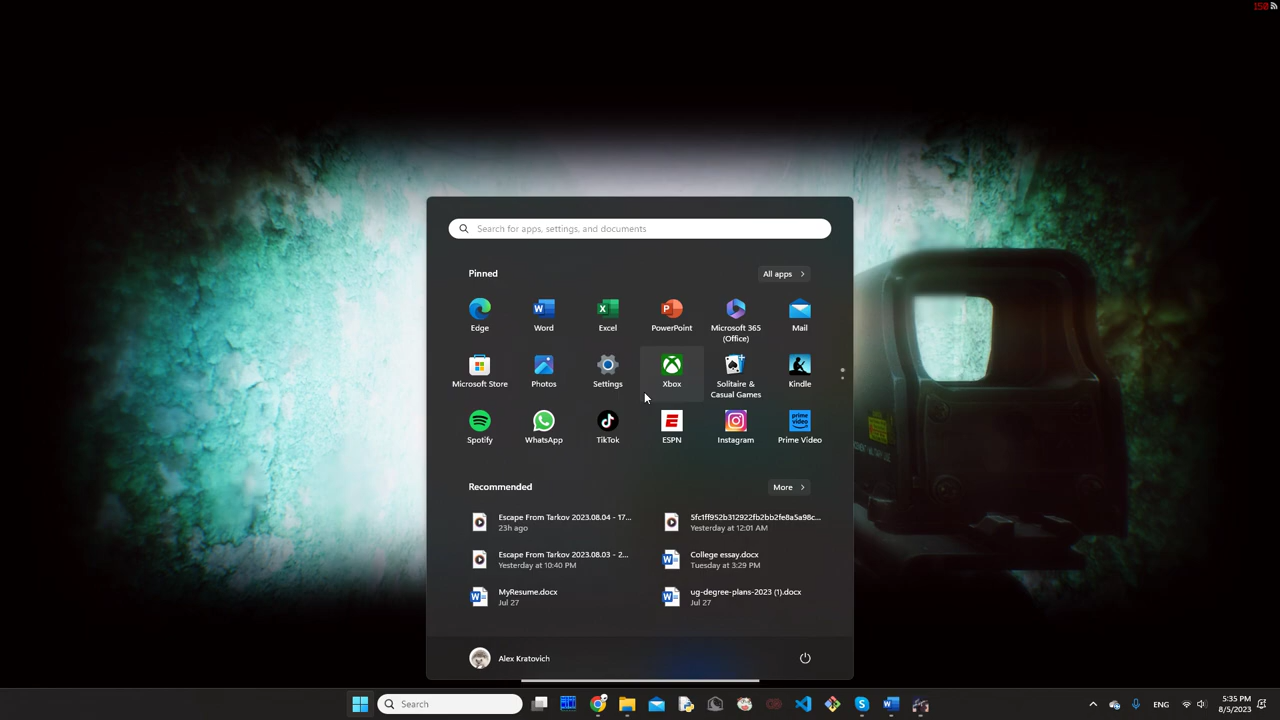 150
Search for apps, settings, and documents
Pinned
All apps
Edge
Word
Excel
PowerPoint
Microsoft 365
(Office)
Mail
Microsoft Store
Photos
Settings
Xbox
Solitaire &
Casual Games
Kindle
Spotify
WhatsApp
TikTok
ESPN
Instagram
Prime Video
Recommended
More
Escape From Tarkov 2023.08.04 - 17...
23h ago
5fc1ff952b312922fb2bb2fe8a5a98c...
Yesterday at 12:01 AM
Escape From Tarkov 2023.08.03 - 2...
Yesterday at 10:40 PM
College essay.docx
Tuesday at 3:29 PM
MyResume.docx
Jul 27
ug-degree-plans-2023 (1).docx
Jul 27
Alex Kratovich
Search
ENG
5:35 PM
8/5/2023